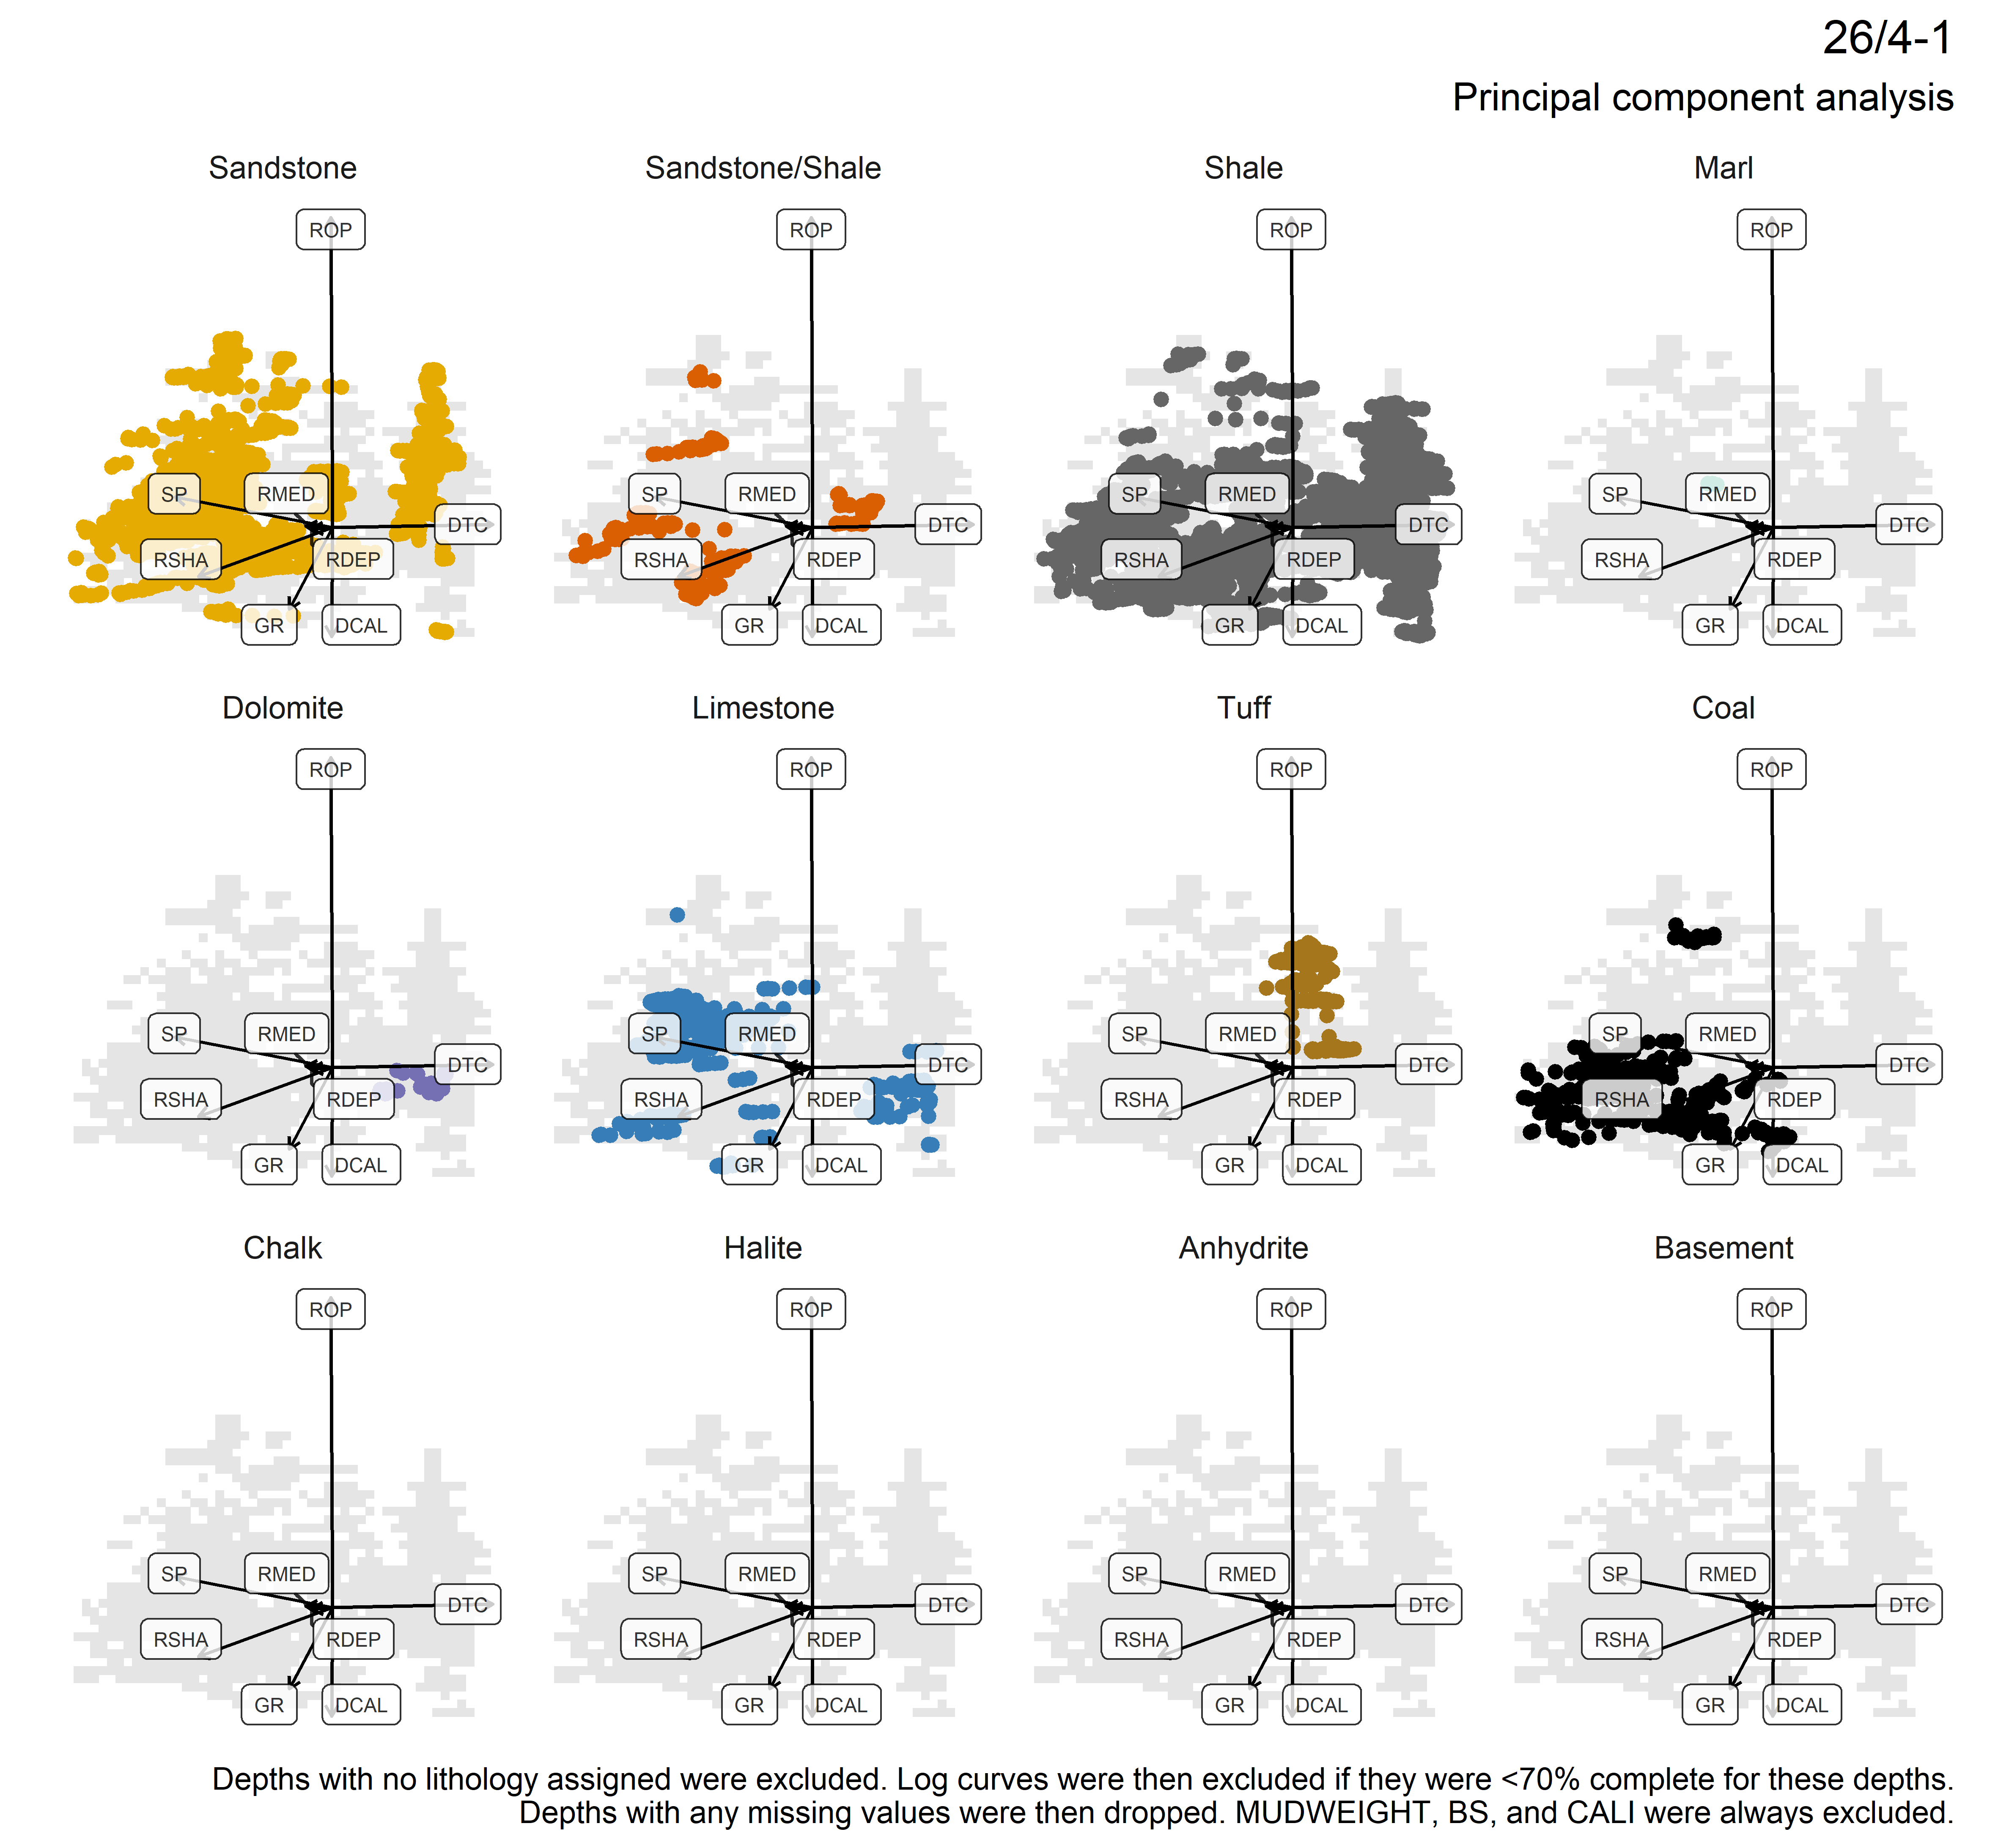 26/4-1
Principal component analysis
Sandstone
Sandstone/Shale
Shale
Marl
ROP
ROP
ROP
ROP
SP
RMED
DTC
SP
RMED
DTC
SP
RMED
DTC
SP
RMED
DTC
RSHA
RDEP
RSHA
RDEP
RSHA
RDEP
RSHA
RDEP
GR
DCAL
GR
DCAL
GR
DCAL
GR
DCAL
Dolomite
Limestone
Tuff
Coal
ROP
ROP
ROP
ROP
SP
RMED
DTC
SP
RMED
DTC
SP
RMED
DTC
SP
RMED
DTC
RSHA
RDEP
RSHA
RDEP
RSHA
RDEP
RSHA
RDEP
GR
DCAL
GR
DCAL
GR
DCAL
GR
DCAL
Chalk
Halite
Anhydrite
Basement
ROP
ROP
ROP
ROP
SP
RMED
DTC
SP
RMED
DTC
SP
RMED
DTC
SP
RMED
DTC
RSHA
RDEP
RSHA
RDEP
RSHA
RDEP
RSHA
RDEP
GR
DCAL
GR
DCAL
GR
DCAL
GR
DCAL
Depths with no lithology assigned were excluded. Log curves were then excluded if they were <70% complete for these depths.
Depths with any missing values were then dropped. MUDWEIGHT, BS, and CALI were always excluded.